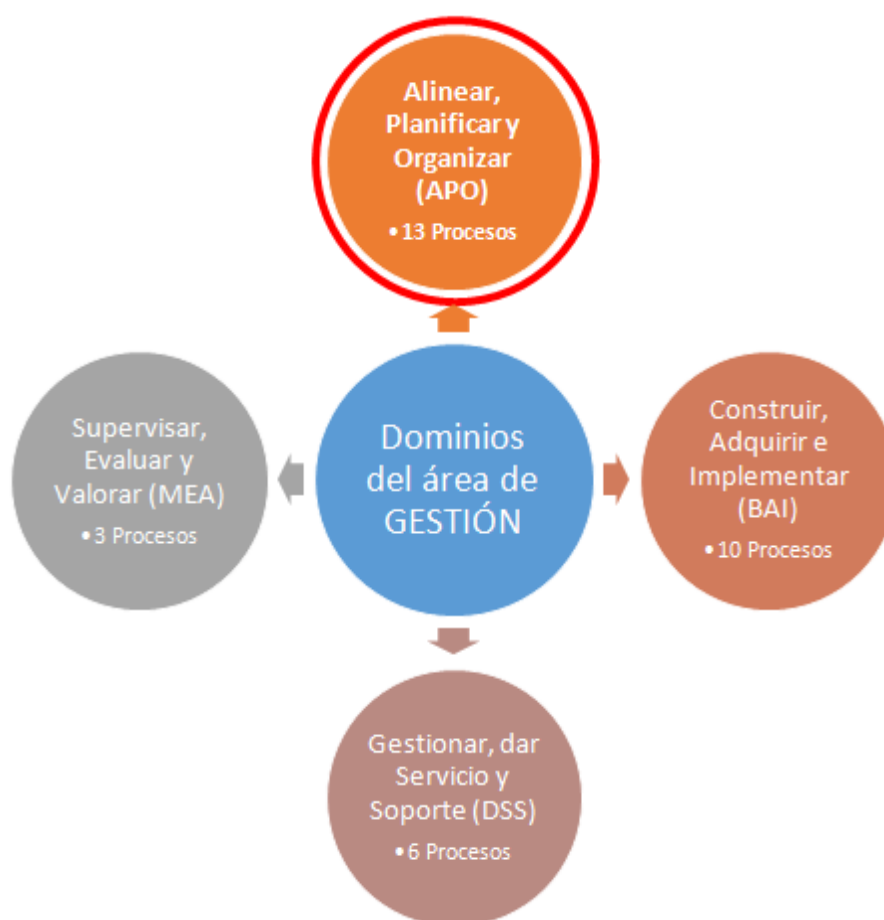 Alinear,
Planificar y
Organizar
(APO)
• 13 Procesos
Supervisar,
Evaluar y
Valorar (MEA)
• 3 Procesos
Dominios
del área de
GESTIÓN
Construir,
Adquirir e
Implementar
(BAI)
• 10 Procesos
Gestionar, dar
Servicio y
Soporte (DSS)
• 6 Procesos